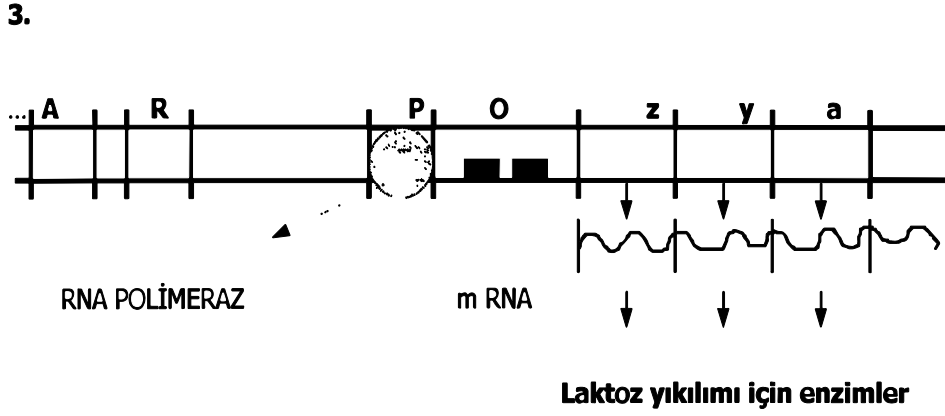 3.
... A R P O z y a
RNA POLİMERAZ m RNA
Laktoz yıkılımı için enzimler